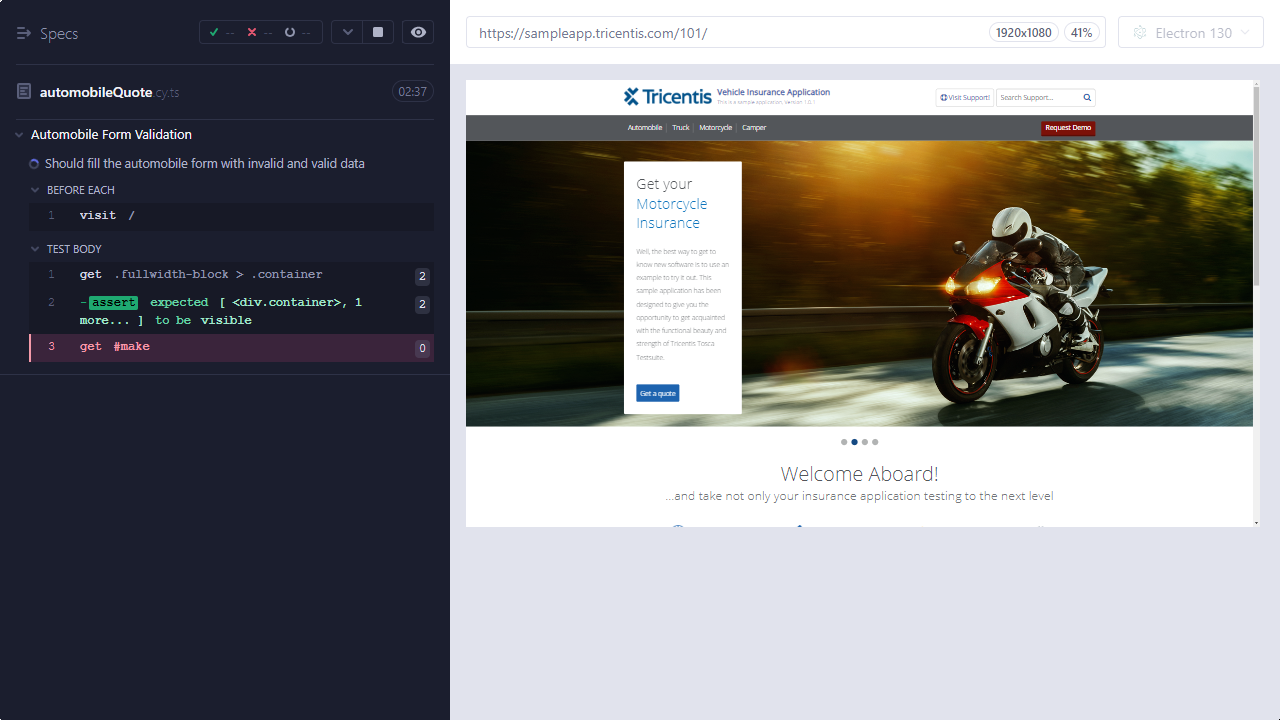 Specs
-- -- --
automobileQuote.cy.ts
02:37
Automobile Form Validation
Should fill the automobile form with invalid and valid data
BEFORE EACH
1 visit /
TEST BODY
1 get .fullwidth-block > .container 2
2 -assert expected [ <div.container>, 1 more... ] to be visible 2
3 get #make 0
https://sampleapp.tricentis.com/101/
1920x1080
41%
Electron 130
Tricentis
Vehicle Insurance Application
This is a sample application. Version 1.0.1
Visit Support!
Search Support...
Automobile
Truck
Motorcycle
Camper
Request Demo
Get your
Motorcycle
Insurance
Well, the best way to get to
know new software is to use an
example to try it out. This
sample application has been
designed to give you the
opportunity to get acquainted
with the functional beauty and
strength of Tricentis Tosca
Testsuite.
Get a quote
Welcome Aboard!
...and take not only your insurance application testing to the next level